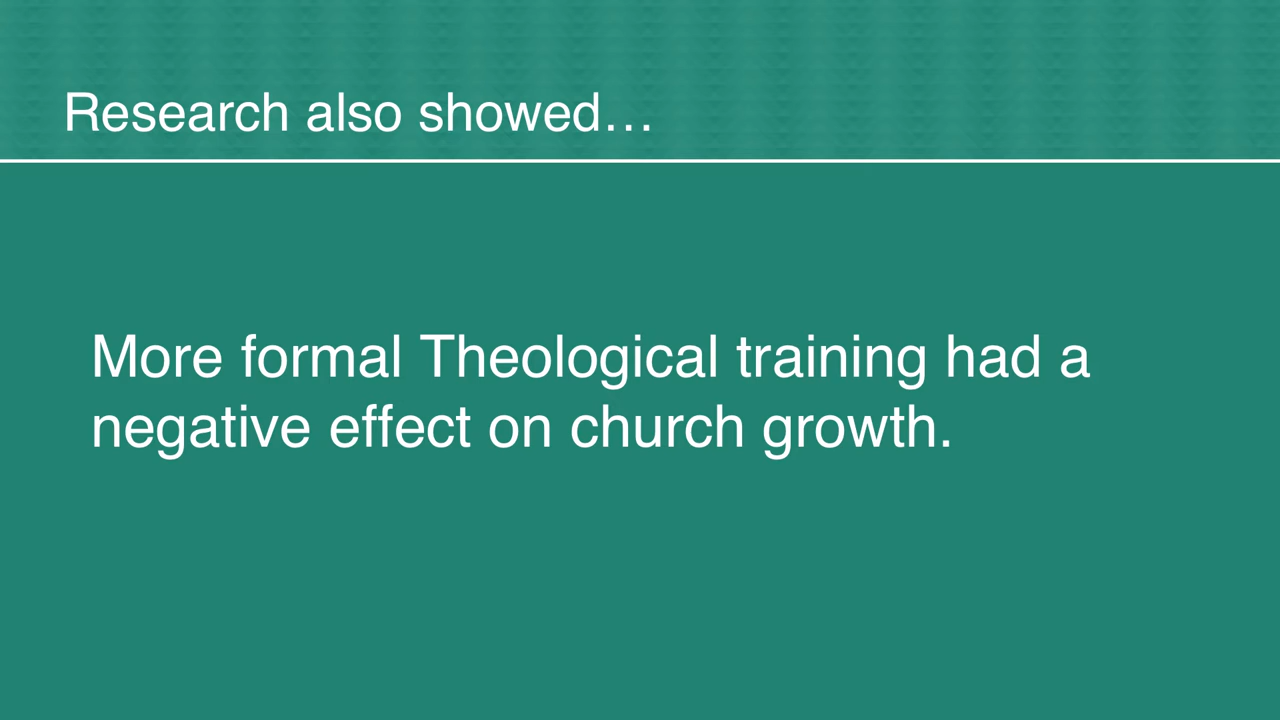 Research also showed…
More formal Theological training had a
negative effect on church growth.